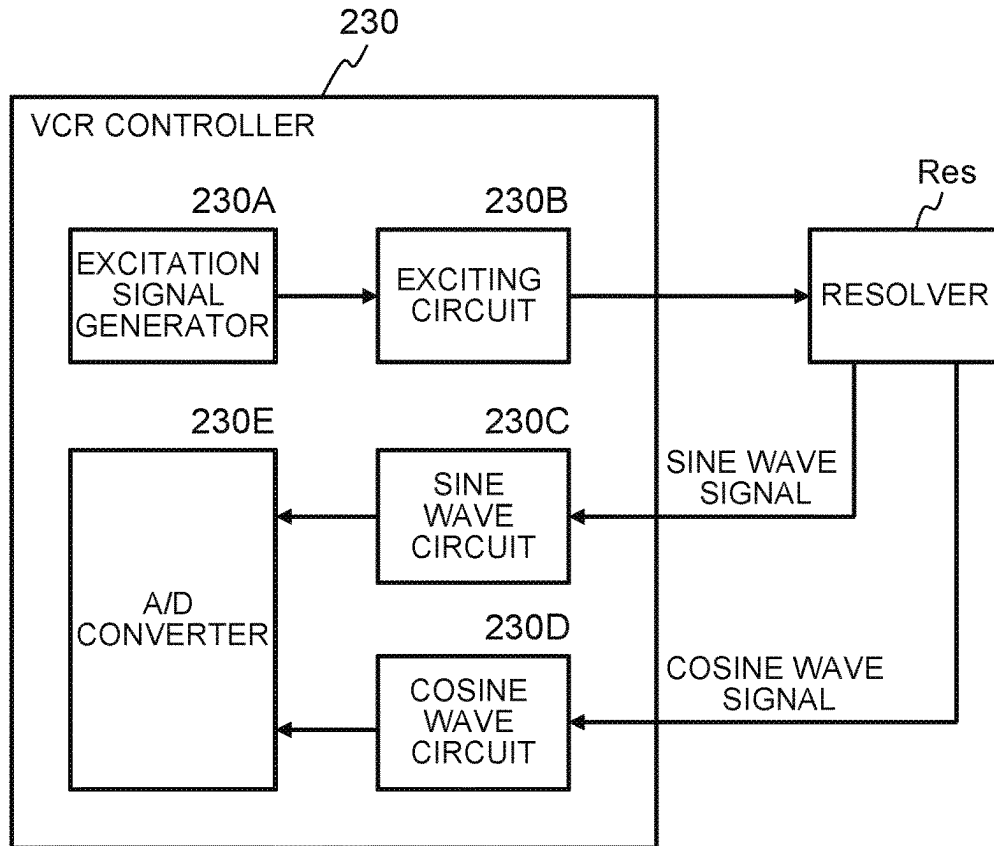 230
VCR CONTROLLER
230A
EXCITATION
SIGNAL
GENERATOR
230B
EXCITING
CIRCUIT
Res
RESOLVER
230E
A/D
CONVERTER
230C
SINE
WAVE
CIRCUIT
SINE WAVE
SIGNAL
230D
COSINE
WAVE
CIRCUIT
COSINE WAVE
SIGNAL